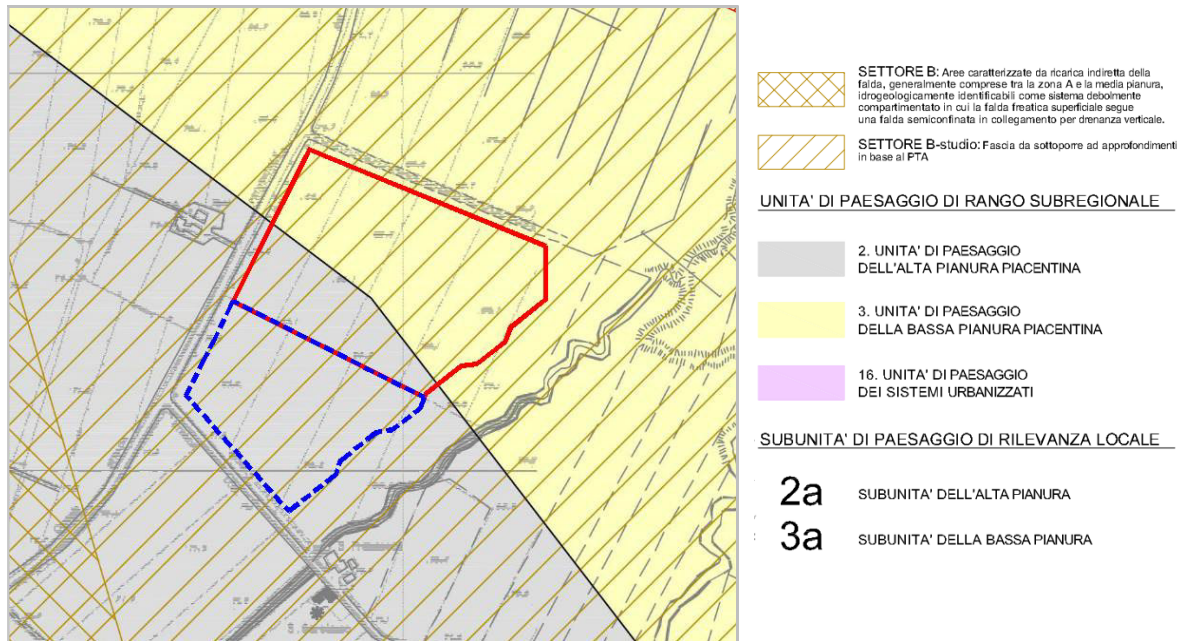 SETTORE B: Aree caratterizzate da ricarica indiretta della
falda, generalmente comprese tra la zona A e la media pianura,
idrogeologicamente identificabili come sistema debolmente
compartimentato in cui la falda freatica superficiale segue
una falda semiconfinata in collegamento per drenanza verticale.
SETTORE B-studio: Fascia da sottoporre ad approfondimenti
in base al PTA
UNITA' DI PAESAGGIO DI RANGO SUBREGIONALE
2. UNITA' DI PAESAGGIO
DELL'ALTA PIANURA PIACENTINA
3. UNITA' DI PAESAGGIO
DELLA BASSA PIANURA PIACENTINA
16. UNITA' DI PAESAGGIO
DEI SISTEMI URBANIZZATI
SUBUNITA' DI PAESAGGIO DI RILEVANZA LOCALE
2a SUBUNITA' DELL'ALTA PIANURA
3a SUBUNITA' DELLA BASSA PIANURA